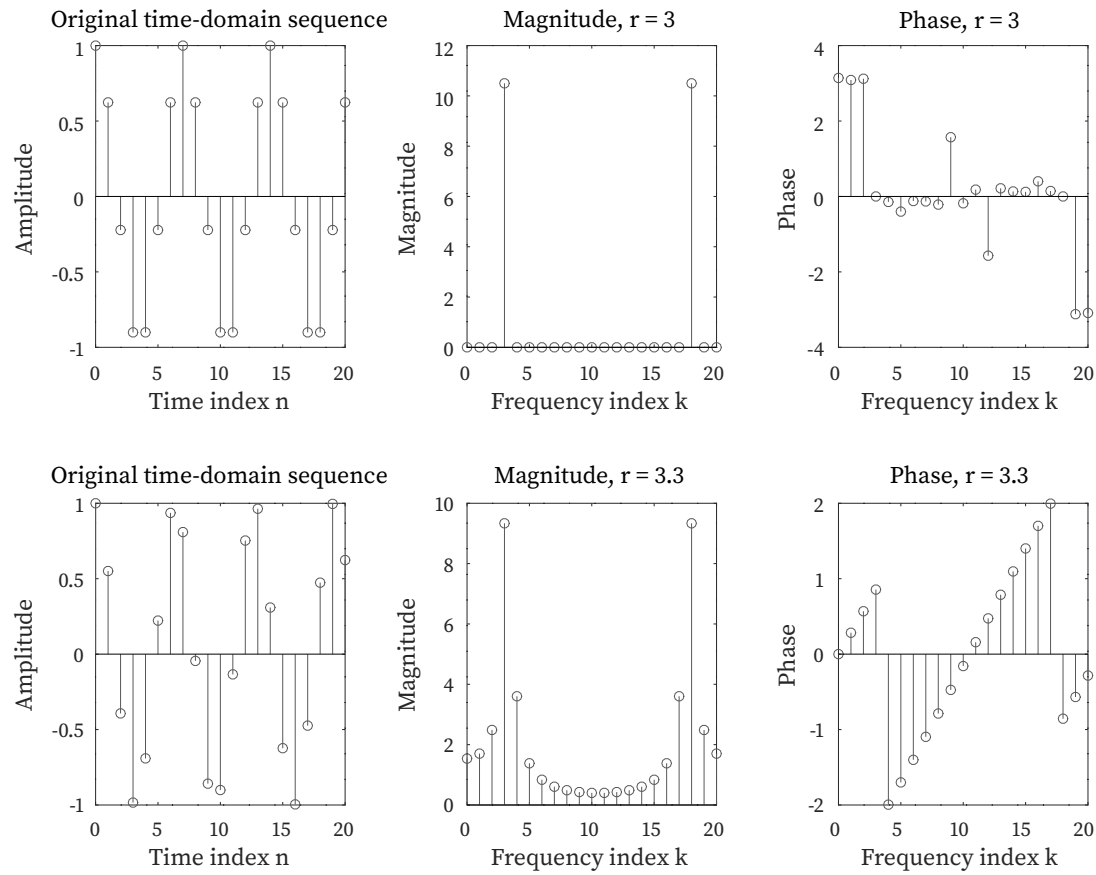 Original time-domain sequence
1
0.5
0
-0.5
-1
Amplitude
0 5 10 15 20
Time index n
Magnitude, r = 3
12
10
8
6
4
2
0
Magnitude
0 5 10 15 20
Frequency index k
Phase, r = 3
4
2
0
-2
-4
Phase
0 5 10 15 20
Frequency index k
Original time-domain sequence
1
0.5
0
-0.5
-1
Amplitude
0 5 10 15 20
Time index n
Magnitude, r = 3.3
10
8
6
4
2
0
Magnitude
0 5 10 15 20
Frequency index k
Phase, r = 3.3
2
1
0
-1
-2
Phase
0 5 10 15 20
Frequency index k